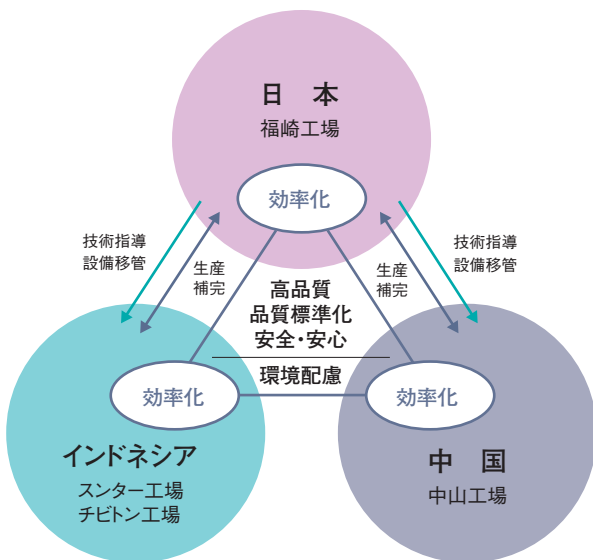 日 本
福崎工場
効率化
技術指導
設備移管
生産
補完
高品質
品質標準化
安全・安心
環境配慮
生産
補完
技術指導
設備移管
効率化
インドネシア
スンター工場
チビトン工場
効率化
中 国
中山工場